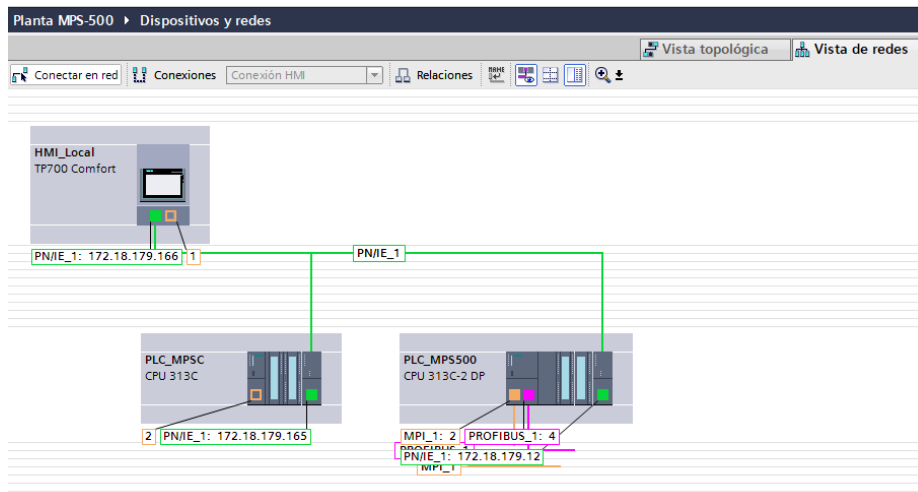 Planta MPS-500 ▸ Dispositivos y redes
Vista topológica Vista de redes
Conectar en red Conexiones Conexión HMI Relaciones
HMI_Local
TP700 Comfort
PN/IE_1: 172.18.179.166 1
PN/IE_1
PLC_MPSC
CPU 313C
PLC_MPS500
CPU 313C-2 DP
2 PN/IE_1: 172.18.179.165
MPI_1: 2 PROFIBUS_1: 4
PROFIBUS_1
PN/IE_1: 172.18.179.12
MPI_1